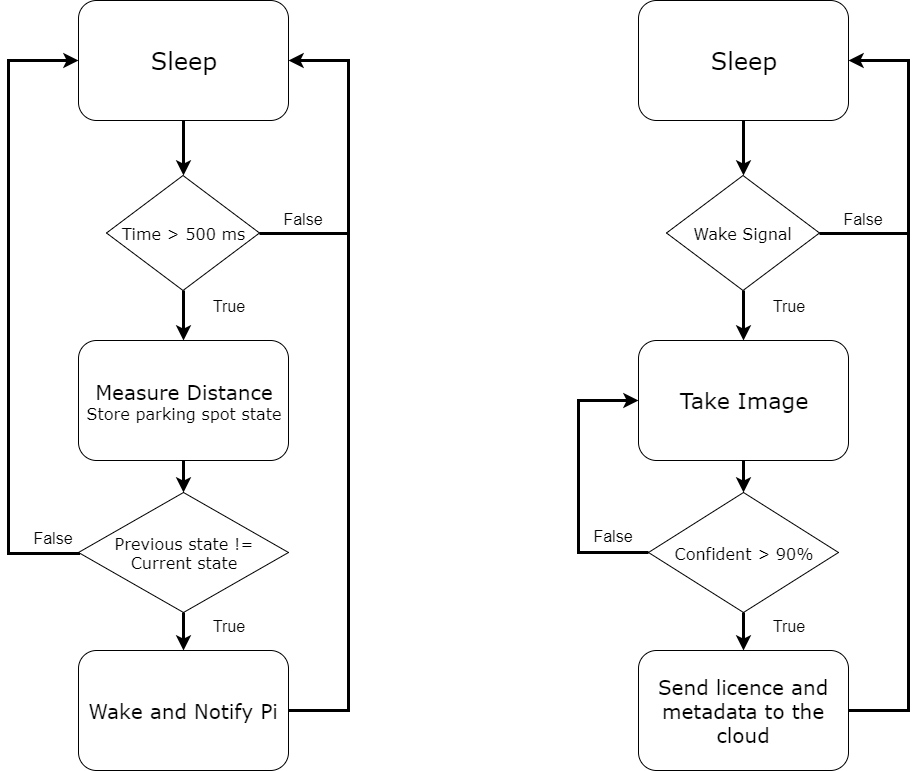 Sleep
Time > 500 ms
False
True
Measure Distance
Store parking spot state
False
Previous state !=
Current state
True
Wake and Notify Pi
Sleep
Wake Signal
False
True
Take Image
False
Confident > 90%
True
Send licence and
metadata to the
cloud